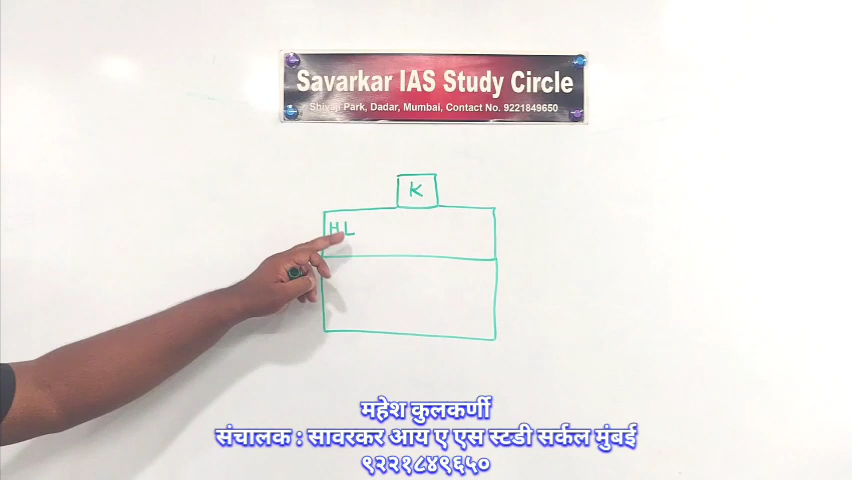 Savarkar IAS Study Circle
Shivaji Park, Dadar, Mumbai, Contact No. 9221849650
K
HL
महेश कुलकर्णी
संचालक : सावरकर आय ए एस स्टडी सर्कल मुंबई
९२२१८४९६५०